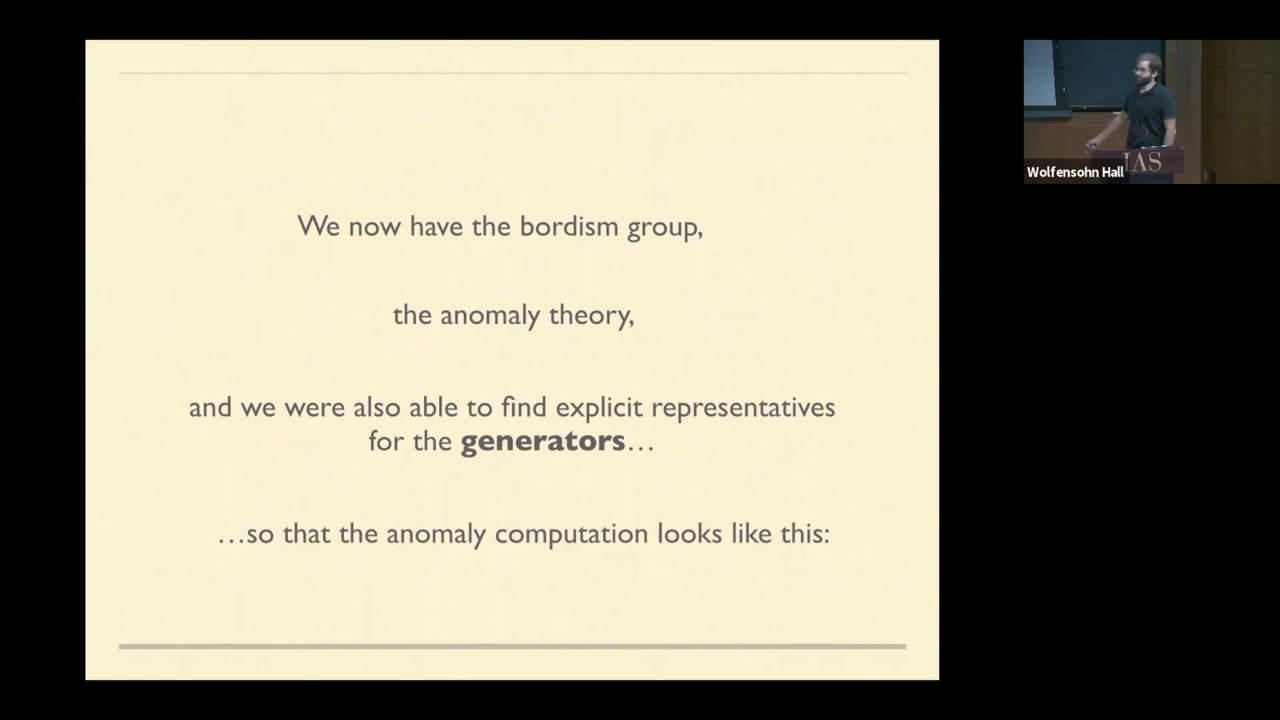 We now have the bordism group,
the anomaly theory,
and we were also able to find explicit representatives
for the generators…
…so that the anomaly computation looks like this:
IAS
Wolfensohn Hall